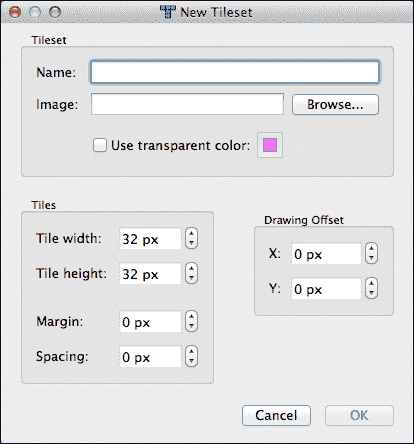 New Tileset
Tileset
Name:
Image:
Browse...
Use transparent color:
Tiles
Tile width: 32 px
Tile height: 32 px
Margin: 0 px
Spacing: 0 px
Drawing Offset
X: 0 px
Y: 0 px
Cancel
OK